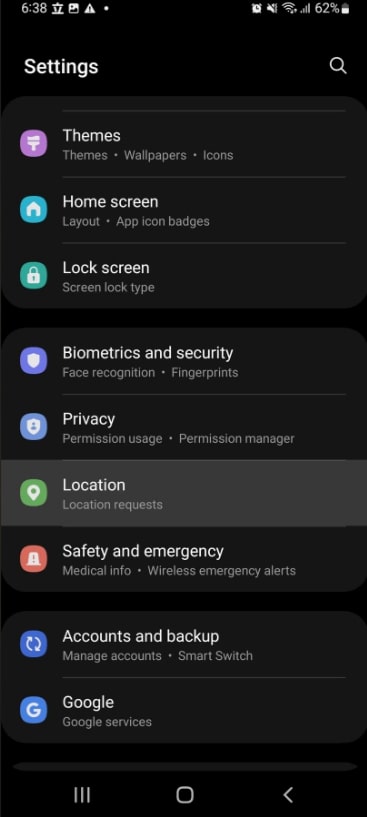 6:38 立 62%
Settings
Themes
Themes • Wallpapers • Icons
Home screen
Layout • App icon badges
Lock screen
Screen lock type
Biometrics and security
Face recognition • Fingerprints
Privacy
Permission usage • Permission manager
Location
Location requests
Safety and emergency
Medical info • Wireless emergency alerts
Accounts and backup
Manage accounts • Smart Switch
Google
Google services